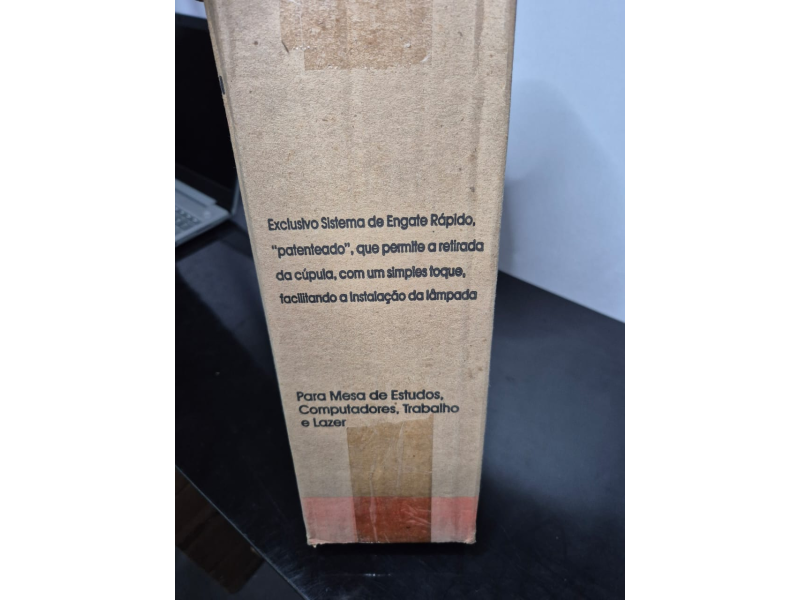 Exclusivo Sistema de Engate Rápido,
"patenteado", que permite a retirada
da cúpula, com um simples toque,
facilitando a instalação da lâmpada
Para Mesa de Estudos,
Computadores, Trabalho
e Lazer